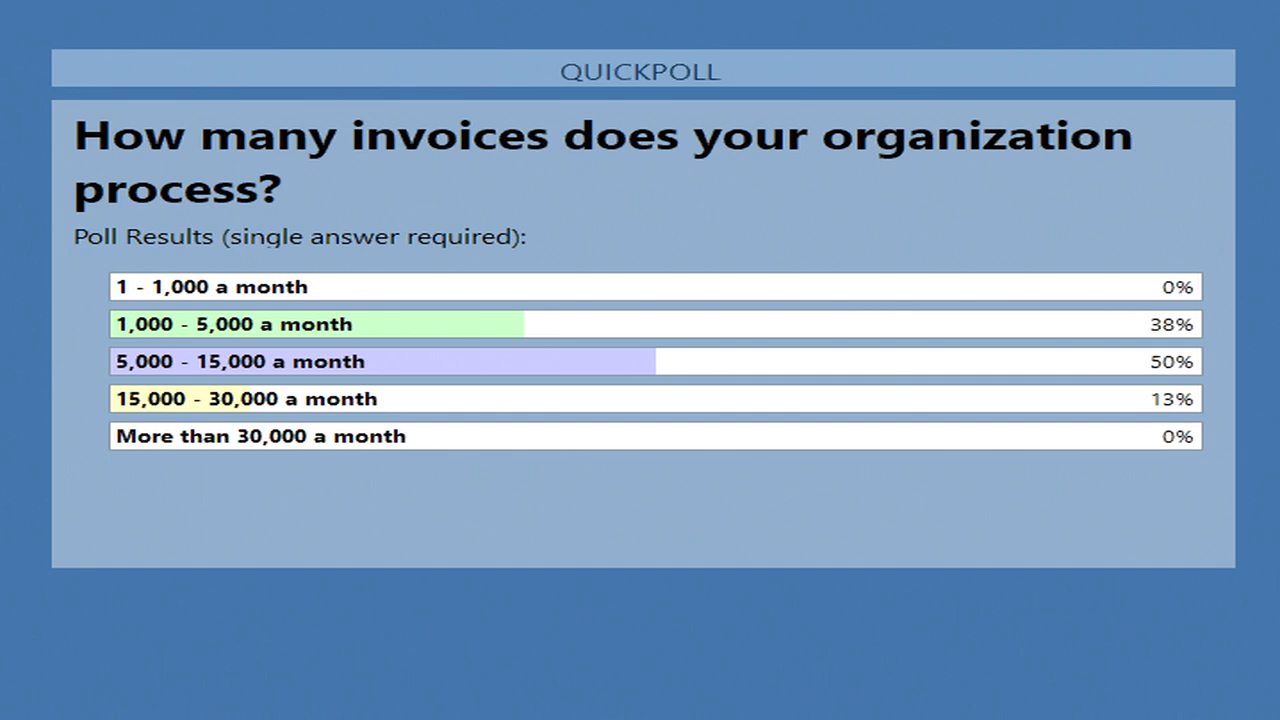 QUICKPOLL
How many invoices does your organization
process?
Poll Results (single answer required):
1 - 1,000 a month 0%
1,000 - 5,000 a month 38%
5,000 - 15,000 a month 50%
15,000 - 30,000 a month 13%
More than 30,000 a month 0%